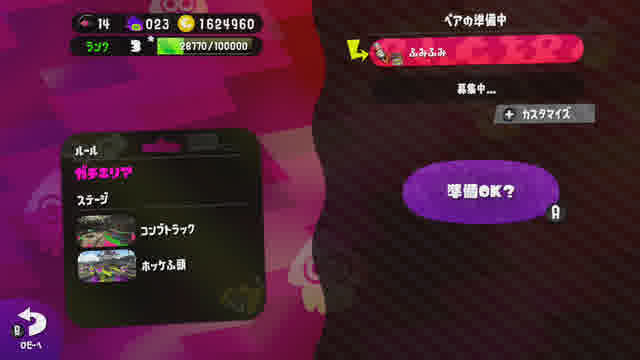 14 023 1624960
ランク 3 * 28770/100000
ペアの準備中
ふみふみ
募集中...
+ カスタマイズ
ルール
ガチエリア
ステージ
コンブトラック
ホッケふ頭
準備OK?
A
B
ロビーへ